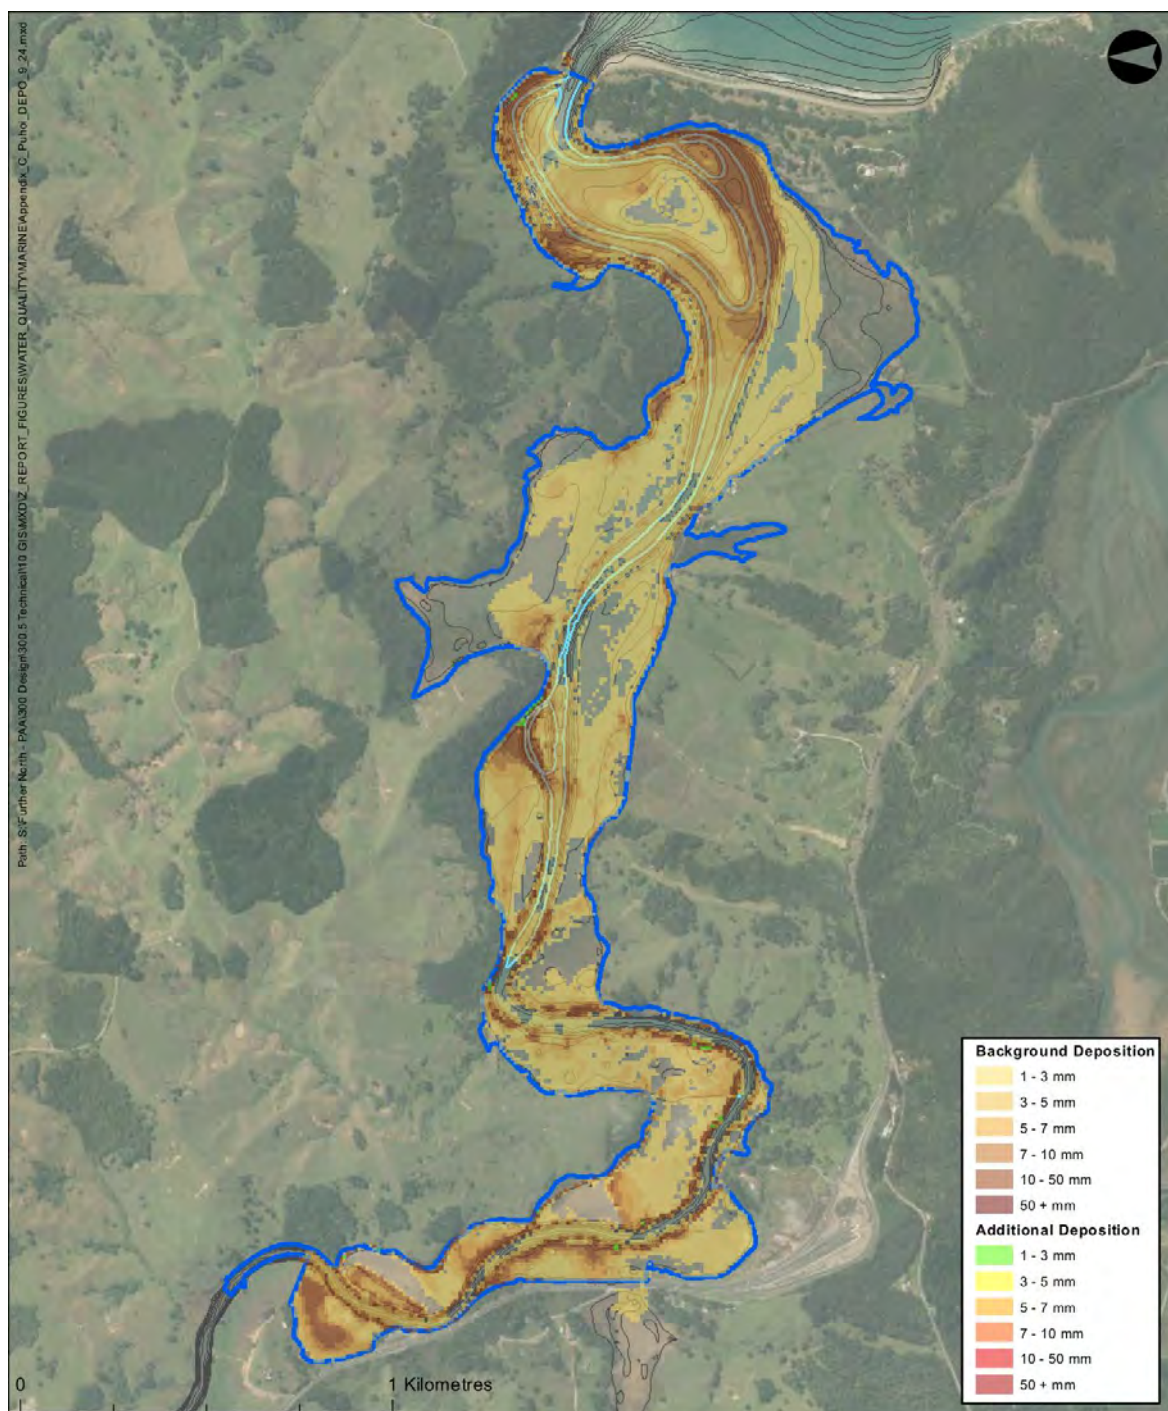 Path: S:\Further North - PAA\300 Design\300.5 Technical\10 GIS\MXD\Z_REPORT_FIGURES\WATER_QUALITY\MARINE\Appendix_C_Puhoi_DEPO_9_24.mxd
Background Deposition
1 - 3 mm
3 - 5 mm
5 - 7 mm
7 - 10 mm
10 - 50 mm
50 + mm
Additional Deposition
1 - 3 mm
3 - 5 mm
5 - 7 mm
7 - 10 mm
10 - 50 mm
50 + mm
0
1 Kilometres